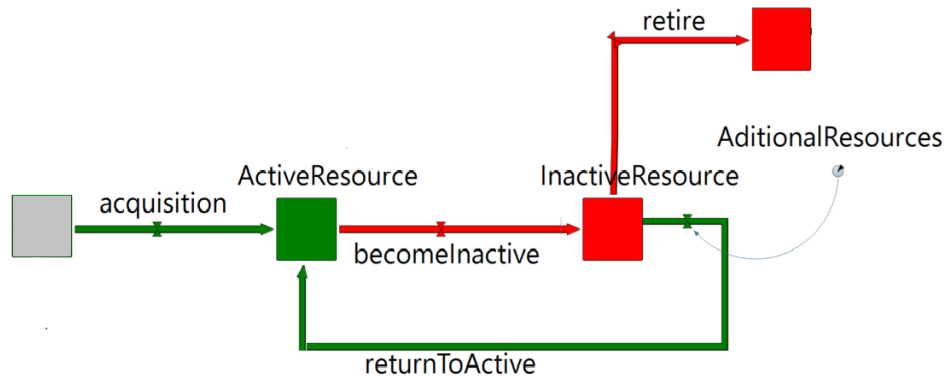 retire
AditionalResources
ActiveResource
InactiveResource
acquisition
becomeInactive
returnToActive